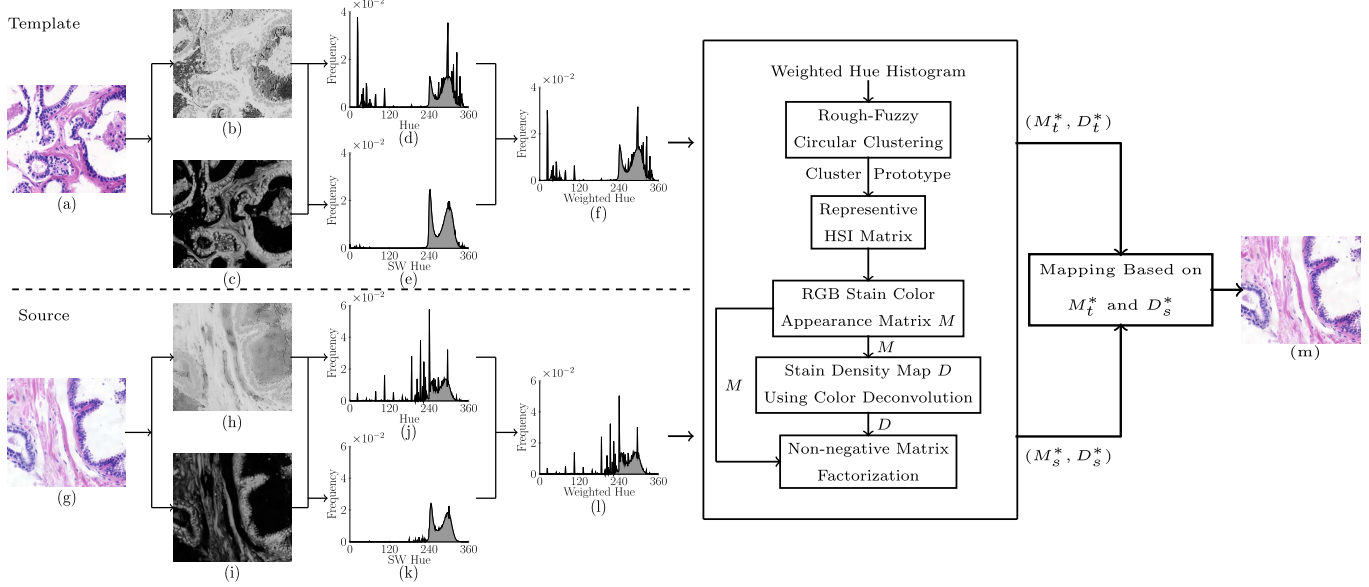 Template
(a)
(b)
(c)
×10−2
4
2
0
Frequency
0 120 240 360
Hue
(d)
×10−2
4
2
0
Frequency
0 120 240 360
SW Hue
(e)
×10−2
4
2
0
Frequency
0 120 240 360
Weighted Hue
(f)
Source
(g)
(h)
(i)
×10−2
6
4
2
0
Frequency
0 120 240 360
Hue
(j)
×10−2
6
4
2
0
Frequency
0 120 240 360
SW Hue
(k)
×10−2
6
4
2
0
Frequency
0 120 240 360
Weighted Hue
(l)
Weighted Hue Histogram
Rough-Fuzzy
Circular Clustering
Cluster Prototype
Representive
HSI Matrix
RGB Stain Color
Appearance Matrix M
M
M
Stain Density Map D
Using Color Deconvolution
D
Non-negative Matrix
Factorization
(M*t, D*t)
(M*s, D*s)
Mapping Based on
M*t and D*s
(m)